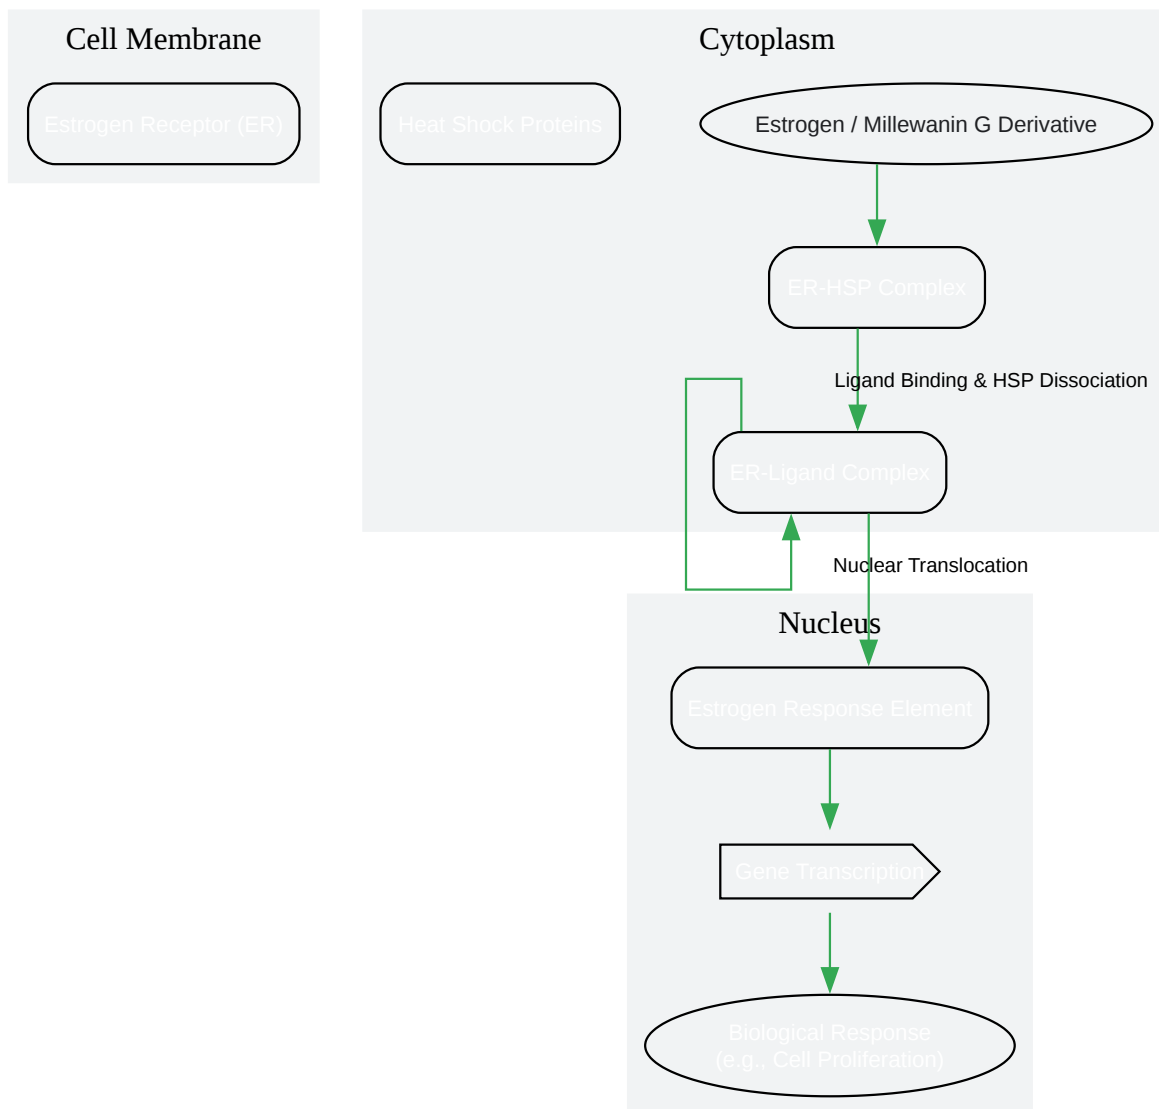 Cell Membrane
Estrogen Receptor (ER)
Cytoplasm
Heat Shock Proteins
Estrogen / Millewanin G Derivative
ER-HSP Complex
Ligand Binding & HSP Dissociation
ER-Ligand Complex
Nuclear Translocation
Nucleus
Estrogen Response Element
Gene Transcription
Biological Response
(e.g., Cell Proliferation)